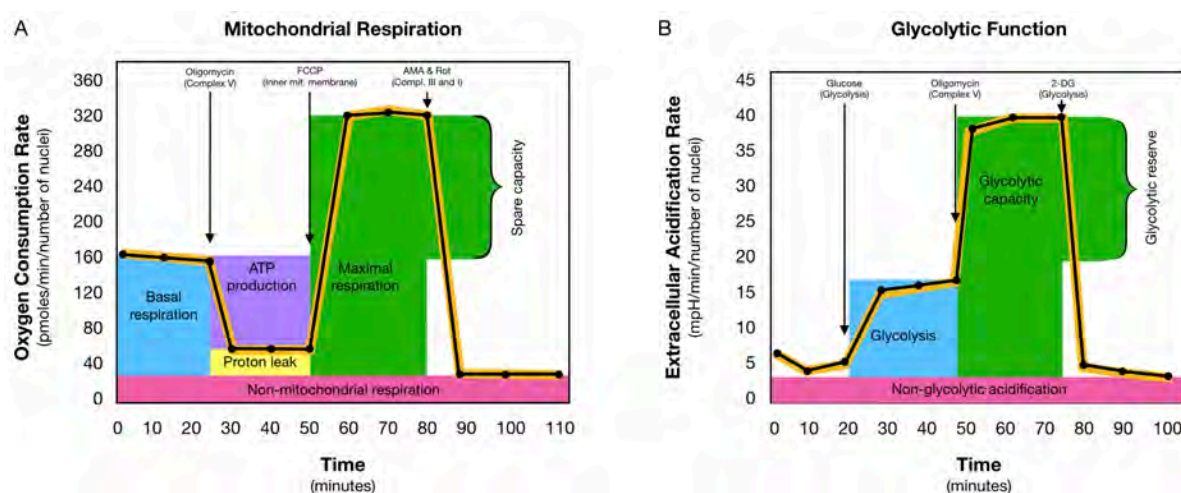 A
Mitochondrial Respiration
Oxygen Consumption Rate
(pmoles/min/number of nuclei)
360
320
280
240
200
160
120
80
40
0
Oligomycin
(Complex V)
FCCP
(Inner mit. membrane)
AMA & Rot
(Compl. III and I)
Spare capacity
Basal
respiration
ATP
production
Proton leak
Maximal
respiration
Non-mitochondrial respiration
0 10 20 30 40 50 60 70 80 90 100 110
Time
(minutes)
B
Glycolytic Function
Extracellular Acidification Rate
(mpH/min/number of nuclei)
45
40
35
30
25
20
15
10
5
0
Glucose
(Glycolysis)
Oligomycin
(Complex V)
2-DG
(Glycolysis)
Glycolytic reserve
Glycolytic
capacity
Glycolysis
Non-glycolytic acidification
0 10 20 30 40 50 60 70 80 90 100
Time
(minutes)